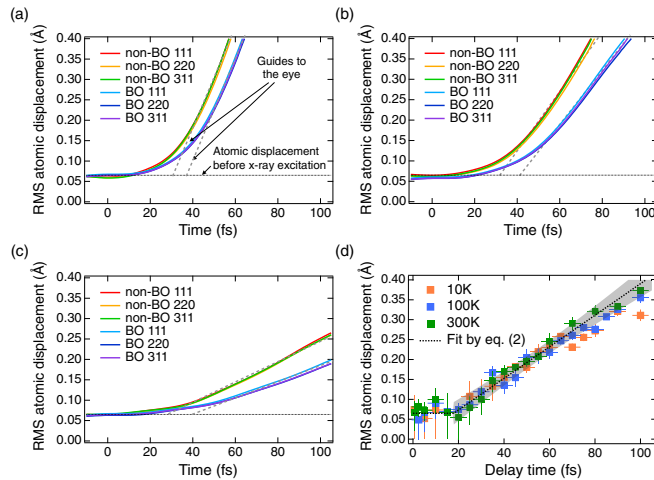 (a)
RMS atomic displacement (Å)
0.40
0.35
0.30
0.25
0.20
0.15
0.10
0.05
0.00
non-BO 111
non-BO 220
non-BO 311
BO 111
BO 220
BO 311
Guides to
the eye
Atomic displacement
before x-ray excitation
0 20 40 60 80 100
Time (fs)
(b)
RMS atomic displacement (Å)
0.40
0.35
0.30
0.25
0.20
0.15
0.10
0.05
0.00
non-BO 111
non-BO 220
non-BO 311
BO 111
BO 220
BO 311
0 20 40 60 80 100
Time (fs)
(c)
RMS atomic displacement (Å)
0.40
0.35
0.30
0.25
0.20
0.15
0.10
0.05
0.00
non-BO 111
non-BO 220
non-BO 311
BO 111
BO 220
BO 311
0 20 40 60 80 100
Time (fs)
(d)
RMS atomic displacement (Å)
0.40
0.35
0.30
0.25
0.20
0.15
0.10
0.05
0.00
10K
100K
300K
Fit by eq. (2)
0 20 40 60 80 100
Delay time (fs)